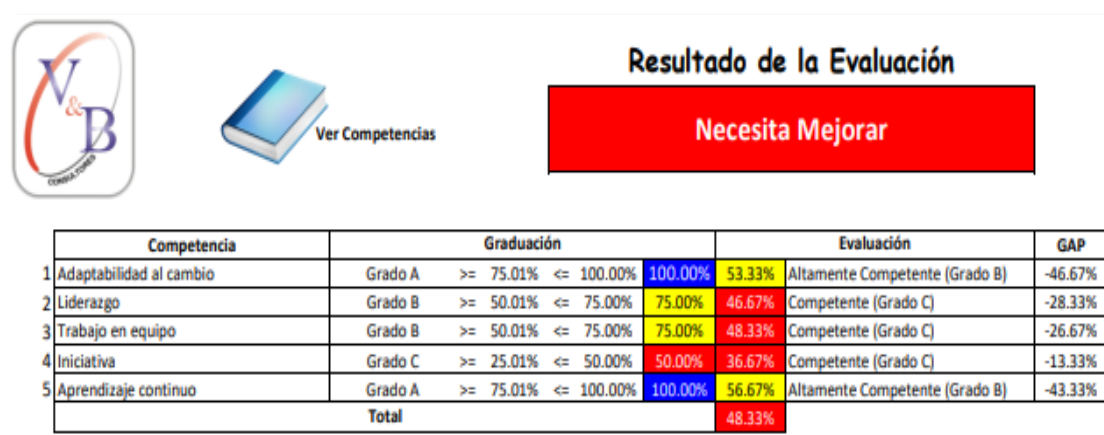 V&B
CONSULTORES
Ver Competencias
Resultado de la Evaluación
Necesita Mejorar
Competencia Graduación Evaluación GAP
1 Adaptabilidad al cambio Grado A >= 75.01% <= 100.00% 100.00% 53.33% Altamente Competente (Grado B) -46.67%
2 Liderazgo Grado B >= 50.01% <= 75.00% 75.00% 46.67% Competente (Grado C) -28.33%
3 Trabajo en equipo Grado B >= 50.01% <= 75.00% 75.00% 48.33% Competente (Grado C) -26.67%
4 Iniciativa Grado C >= 25.01% <= 50.00% 50.00% 36.67% Competente (Grado C) -13.33%
5 Aprendizaje continuo Grado A >= 75.01% <= 100.00% 100.00% 56.67% Altamente Competente (Grado B) -43.33%
Total 48.33%